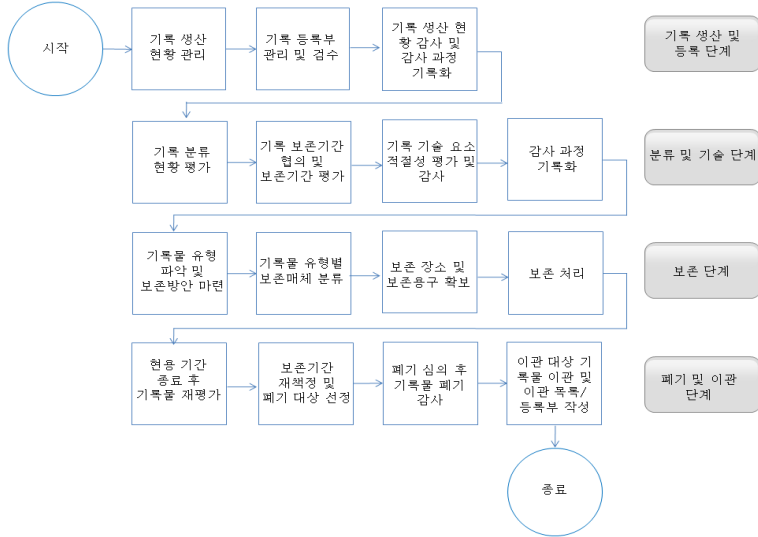 시작
기록 생산
현황 관리
기록 등록부
관리 및 검수
기록 생산 현
황 감사 및
감사 과정
기록화
기록 생산 및
등록 단계
기록 분류
현황 평가
기록 보존기간
협의 및
보존기간 평가
기록 기술 요소
적절성 평가 및
감사
감사 과정
기록화
분류 및 기술 단계
기록물 유형
파악 및
보존방안 마련
기록물 유형별
보존매체 분류
보존 장소 및
보존용구 확보
보존 처리
보존 단계
현용 기간
종료 후
기록물 재평가
보존기간
재책정 및
폐기 대상 선정
폐기 심의 후
기록물 폐기
감사
이관 대상 기
록물 이관 및
이관 목록/
등록부 작성
폐기 및 이관
단계
종료